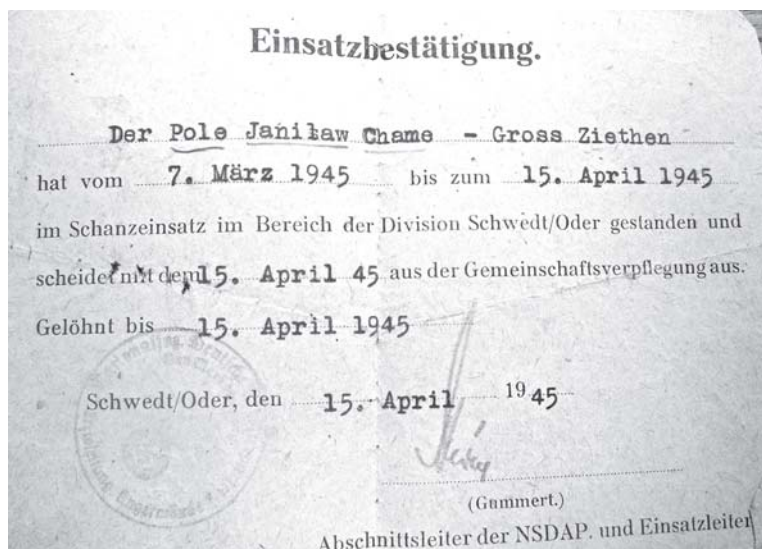 Einsatzbestätigung.
Der Pole Janiław Chame - Gross Ziethen
hat vom 7. März 1945 bis zum 15. April 1945
im Schanzeinsatz im Bereich der Division Schwedt/Oder gestanden und
scheidet mit dem 15. April 45 aus der Gemeinschaftsverpflegung aus.
Gelöhnt bis 15. April 1945
Schwedt/Oder, den 15. April 1945
(Gummert.)
Abschnittsleiter der NSDAP. und Einsatzleiter